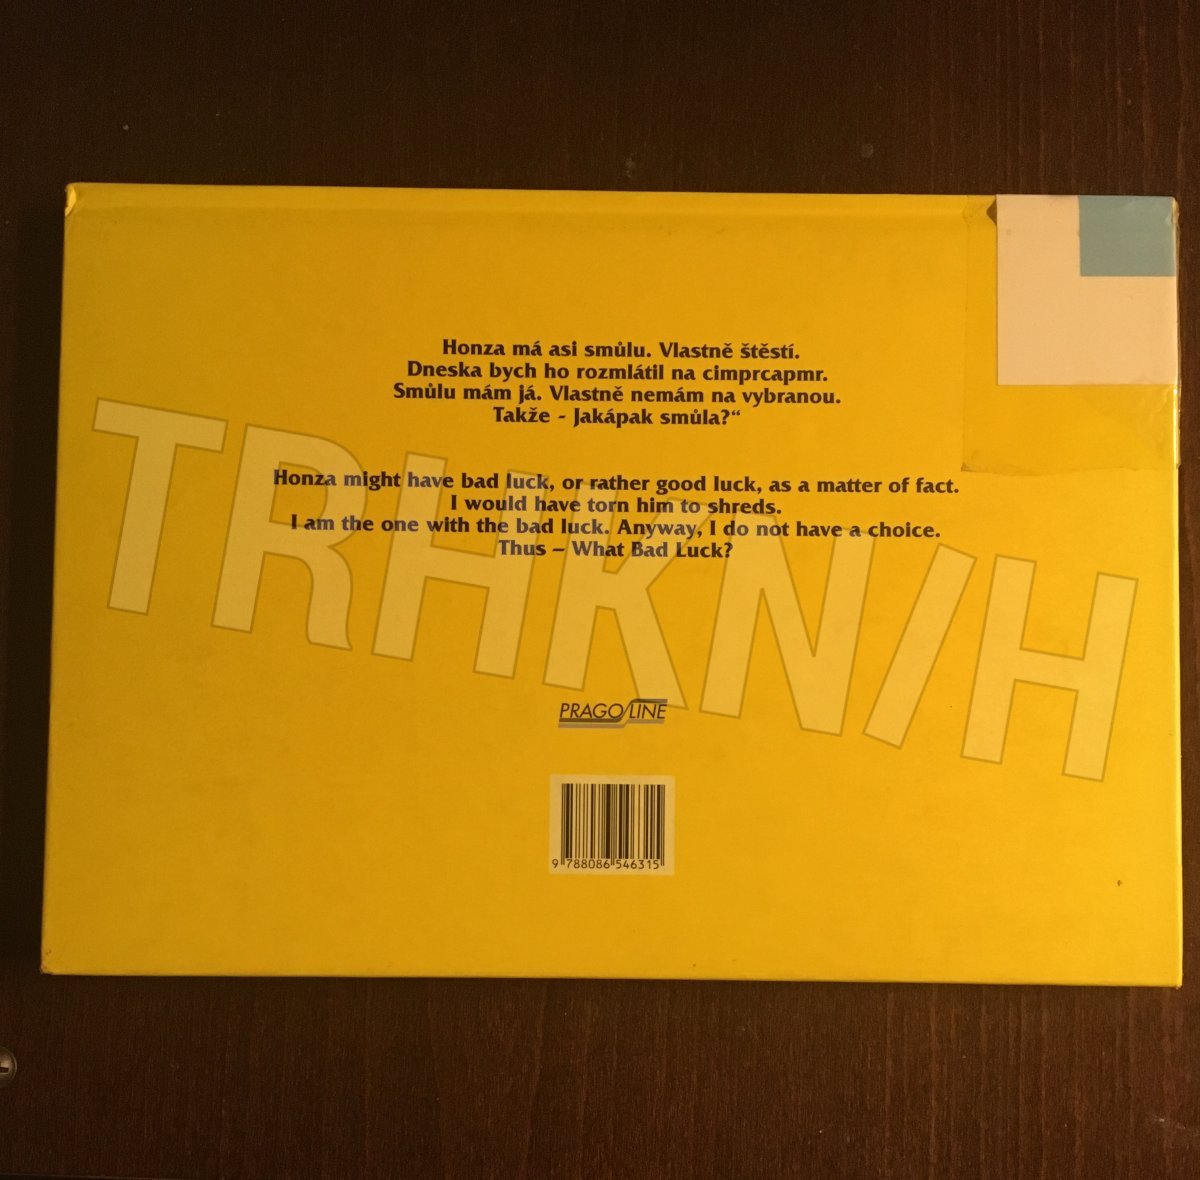 Honza má asi smůlu. Vlastně štěstí.
Dneska bych ho rozmlátil na cimprcapmr.
Smůlu mám já. Vlastně nemám na vybranou.
Takže - Jakápak smůla?“
Honza might have bad luck, or rather good luck, as a matter of fact.
I would have torn him to shreds.
I am the one with the bad luck. Anyway, I do not have a choice.
Thus – What Bad Luck?
TRHKN/H
PRAGO LINE
9 788086 546315